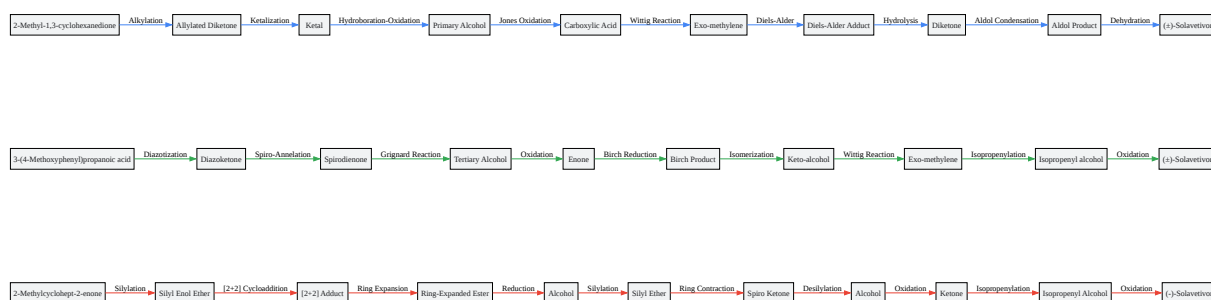 2-Methyl-1,3-cyclohexanedione Alkylation Allylated Diketone Ketalization Ketal Hydroboration-Oxidation Primary Alcohol Jones Oxidation Carboxylic Acid Wittig Reaction Exo-methylene Diels-Alder Diels-Alder Adduct Hydrolysis Diketone Aldol Condensation Aldol Product Dehydration (±)-Solavetivor
3-(4-Methoxyphenyl)propanoic acid Diazotization Diazoketone Spiro-Annelation Spirodienone Grignard Reaction Tertiary Alcohol Oxidation Enone Birch Reduction Birch Product Isomerization Keto-alcohol Wittig Reaction Exo-methylene Isopropenylation Isopropenyl alcohol Oxidation (±)-Solavetivor
2-Methylcyclohept-2-enone Silylation Silyl Enol Ether [2+2] Cycloaddition [2+2] Adduct Ring Expansion Ring-Expanded Ester Reduction Alcohol Silylation Silyl Ether Ring Contraction Spiro Ketone Desilylation Alcohol Oxidation Ketone Isopropenylation Isopropenyl Alcohol Oxidation (-)-Solavetivor